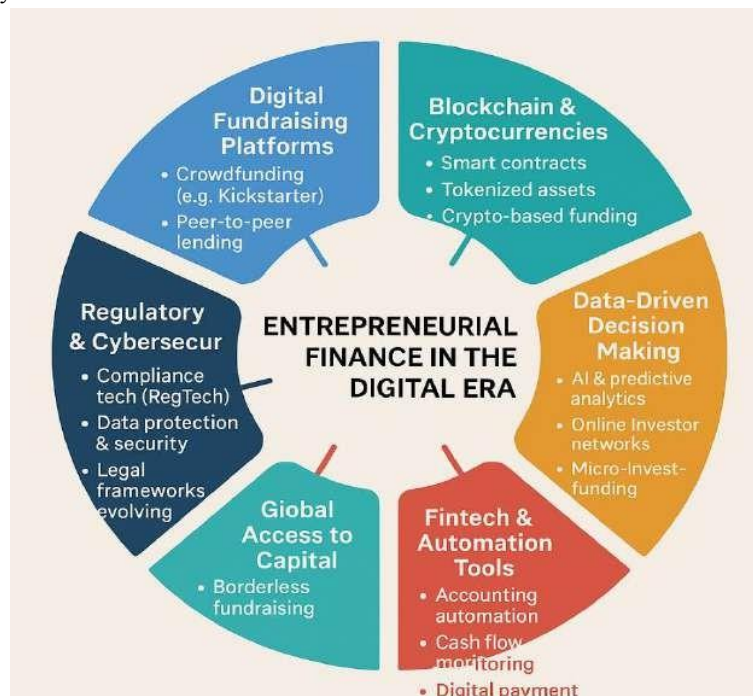 y
Digital
Fundraising
Platforms
• Crowdfunding
(e.g. Kickstarter)
• Peer-to-peer
lending
Blockchain &
Cryptocurrencies
• Smart contracts
• Tokenized assets
• Crypto-based funding
Regulatory
& Cybersecur
• Compliance
tech (RegTech)
• Data protection
& security
• Legal
frameworks
evolving
ENTREPRENEURIAL
FINANCE IN THE
DIGITAL ERA
Data-Driven
Decision
Making
• AI & predictive
analytics
• Online Investor
networks
• Micro-Invest-
funding
Global
Access to
Capital
• Borderless
fundraising
Fintech &
Automation
Tools
• Accounting
automation
• Cash flow
monitoring
• Digital payment